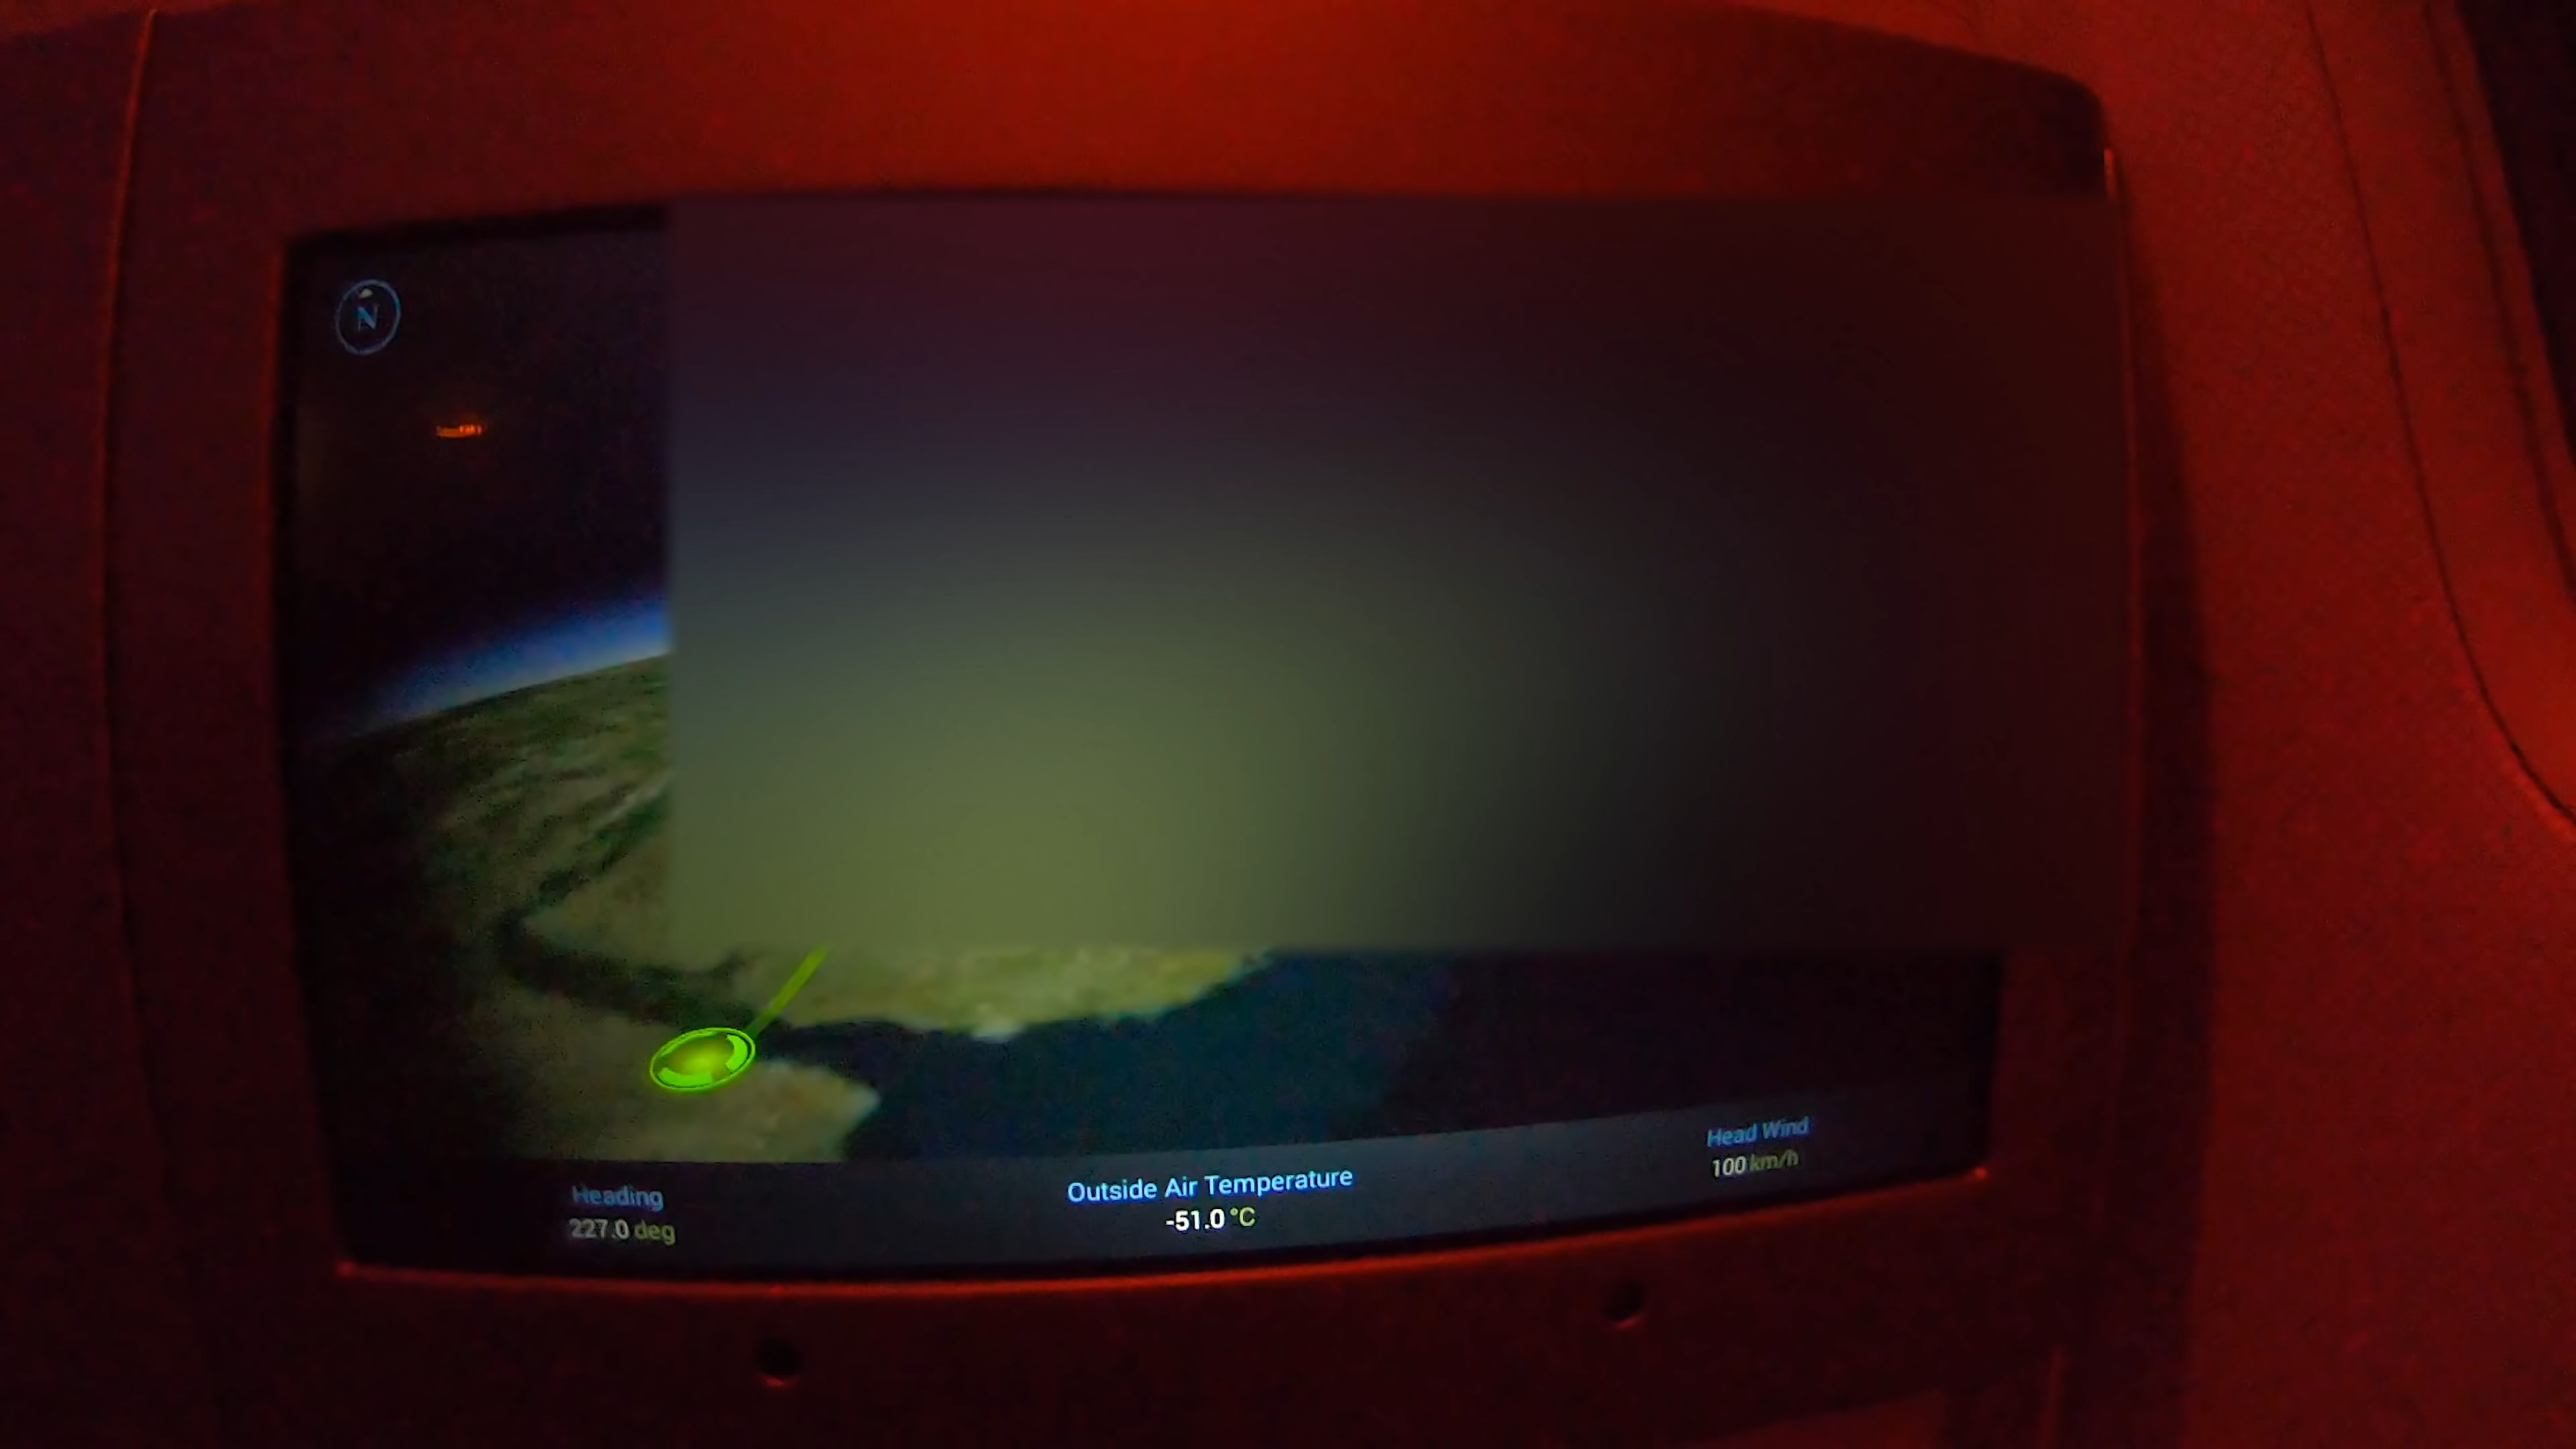 N
Heading
227.0 deg
Outside Air Temperature
-51.0 °C
Head Wind
100 km/h